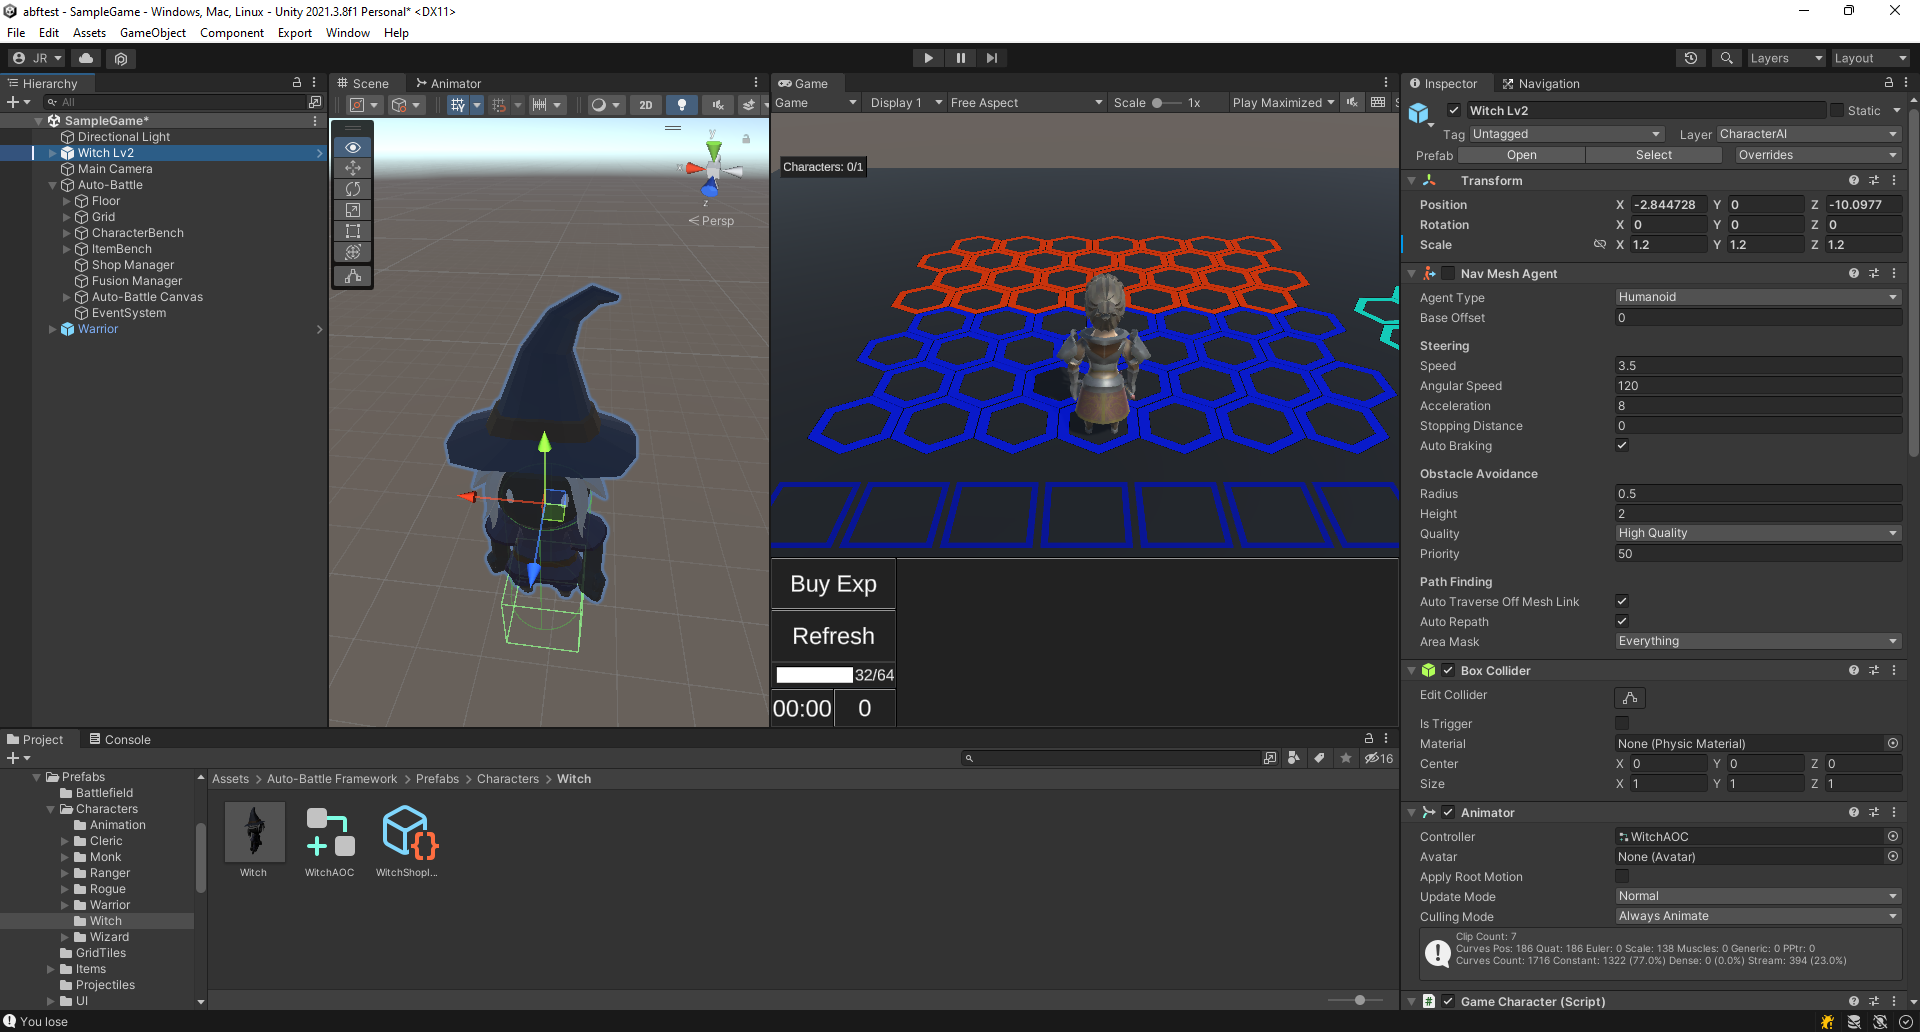 abftest - SampleGame - Windows, Mac, Linux - Unity 2021.3.8f1 Personal* <DX11>
File Edit Assets GameObject Component Export Window Help
JR
Layers Layout
Hierarchy
All
SampleGame*
Directional Light
Witch Lv2
Main Camera
Auto-Battle
Floor
Grid
CharacterBench
ItemBench
Shop Manager
Fusion Manager
Auto-Battle Canvas
EventSystem
Warrior
Scene Animator
2D
y
x
z
Persp
Game
Game Display 1 Free Aspect Scale 1x Play Maximized
Characters: 0/1
Buy Exp
Refresh
32/64
00:00 0
Inspector Navigation
Witch Lv2 Static
Tag Untagged Layer CharacterAI
Prefab Open Select Overrides
Transform
Position X -2.844728 Y 0 Z -10.0977
Rotation X 0 Y 0 Z 0
Scale X 1.2 Y 1.2 Z 1.2
Nav Mesh Agent
Agent Type Humanoid
Base Offset 0
Steering
Speed 3.5
Angular Speed 120
Acceleration 8
Stopping Distance 0
Auto Braking
Obstacle Avoidance
Radius 0.5
Height 2
Quality High Quality
Priority 50
Path Finding
Auto Traverse Off Mesh Link
Auto Repath
Area Mask Everything
Box Collider
Edit Collider
Is Trigger
Material None (Physic Material)
Center X 0 Y 0 Z 0
Size X 1 Y 1 Z 1
Animator
Controller WitchAOC
Avatar None (Avatar)
Apply Root Motion
Update Mode Normal
Culling Mode Always Animate
Clip Count: 7
Curves Pos: 186 Quat: 186 Euler: 0 Scale: 138 Muscles: 0 Generic: 0 PPtr: 0
Curves Count: 1716 Constant: 1322 (77.0%) Dense: 0 (0.0%) Stream: 394 (23.0%)
Game Character (Script)
Project Console
16
Prefabs
Battlefield
Characters
Animation
Cleric
Monk
Ranger
Rogue
Warrior
Witch
Wizard
GridTiles
Items
Projectiles
UI
Assets > Auto-Battle Framework > Prefabs > Characters > Witch
Witch WitchAOC WitchShopI...
You lose